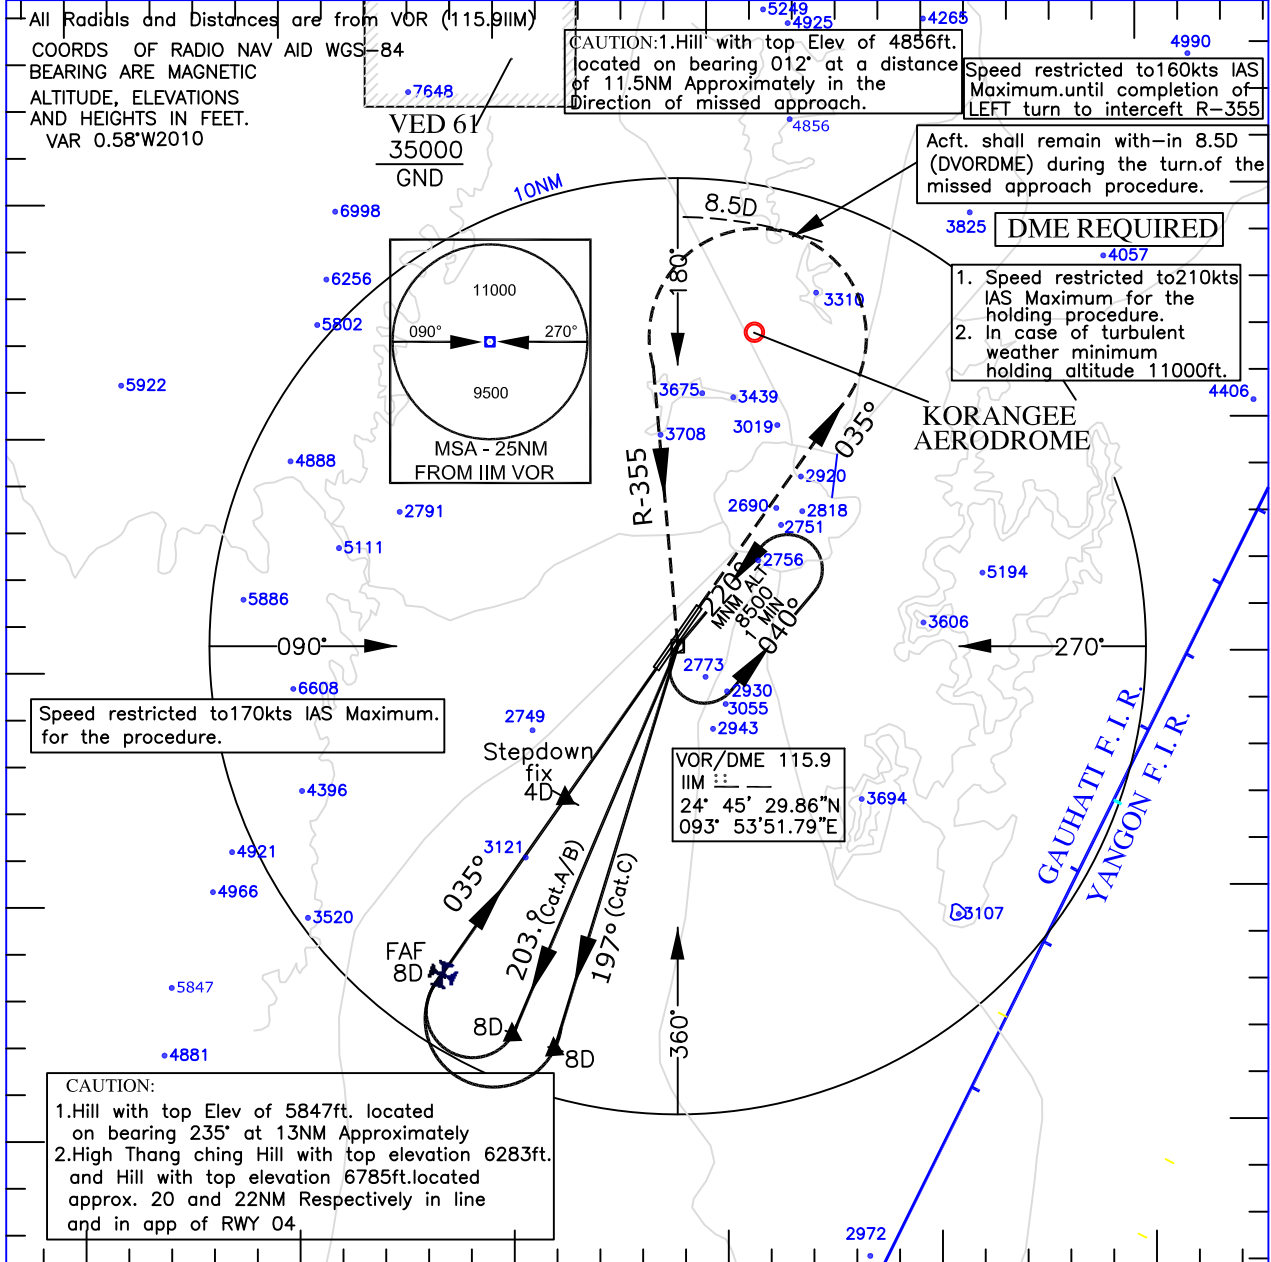 All Radials and Distances are from VOR (115.9IIM)
COORDS OF RADIO NAV AID WGS-84
BEARING ARE MAGNETIC
ALTITUDE, ELEVATIONS
AND HEIGHTS IN FEET.
VAR 0.58°W2010
7648
VED 61
35000
GND
5249
4925
4265
4990
CAUTION:1.Hill with top Elev of 4856ft.
located on bearing 012° at a distance
of 11.5NM Approximately in the
Direction of missed approach.
4856
Speed restricted to160kts IAS
Maximum.until completion of
LEFT turn to interceft R-355
Acft. shall remain with-in 8.5D
(DVORDME) during the turn.of the
missed approach procedure.
3825
DME REQUIRED
4057
1. Speed restricted to210kts
IAS Maximum for the
holding procedure.
2. In case of turbulent
weather minimum
holding altitude 11000ft.
4406
10NM
8.5D
180°
6998
6256
5802
5922
11000
090°
270°
9500
MSA - 25NM
FROM IIM VOR
3310
KORANGEE
AERODROME
3675
3439
3019
3708
035°
R-355
4888
2791
5111
5886
2920
2690
2818
2751
2756
220°
MNM ALT
8500
1 MIN
040°
5194
3606
090°
270°
2773
2930
3055
2943
6608
Speed restricted to170kts IAS Maximum.
for the procedure.
2749
Stepdown
fix
4D
VOR/DME 115.9
IIM :: — —
24° 45' 29.86"N
093° 53'51.79"E
3694
GAUHATI F. I. R.
YANGON F. I. R.
4396
4921
4966
3520
3121
035°
203.°(Cat.A/B)
197°(Cat.C)
3107
FAF
8D
8D
8D
360°
5847
4881
CAUTION:
1.Hill with top Elev of 5847ft. located
on bearing 235° at 13NM Approximately
2.High Thang ching Hill with top elevation 6283ft.
and Hill with top elevation 6785ft.located
approx. 20 and 22NM Respectively in line
and in app of RWY 04
2972